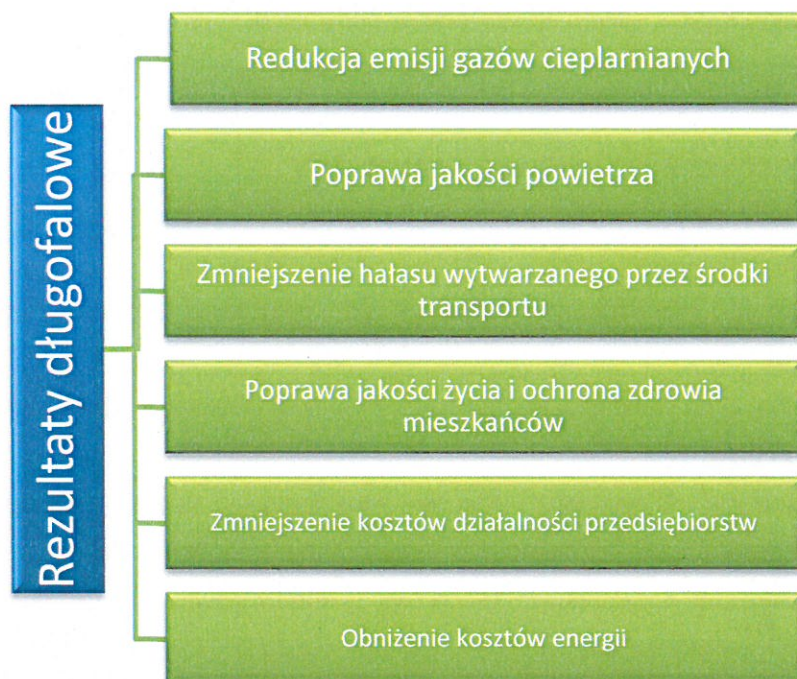 Rezultaty długofalowe
Redukcja emisji gazów cieplarnianych
Poprawa jakości powietrza
Zmniejszenie hałasu wytwarzanego przez środki
transportu
Poprawa jakości życia i ochrona zdrowia
mieszkańców
Zmniejszenie kosztów działalności przedsiębiorstw
Obniżenie kosztów energii